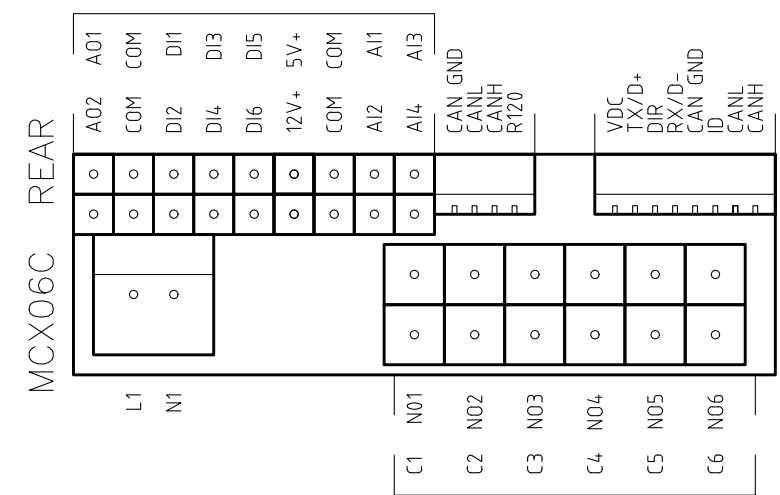 AO1 COM DI1 DI3 DI5 5V+ COM AI1 AI3
AO2 COM DI2 DI4 DI6 12V+ COM AI2 AI4
CAN GND
CANL
CANH
R120
VDC
TX/D+
DIR
RX/D-
CAN GND
ID
CANL
CANH
MCX06C REAR
L1 N1
NO1 NO2 NO3 NO4 NO5 NO6
C1 C2 C3 C4 C5 C6